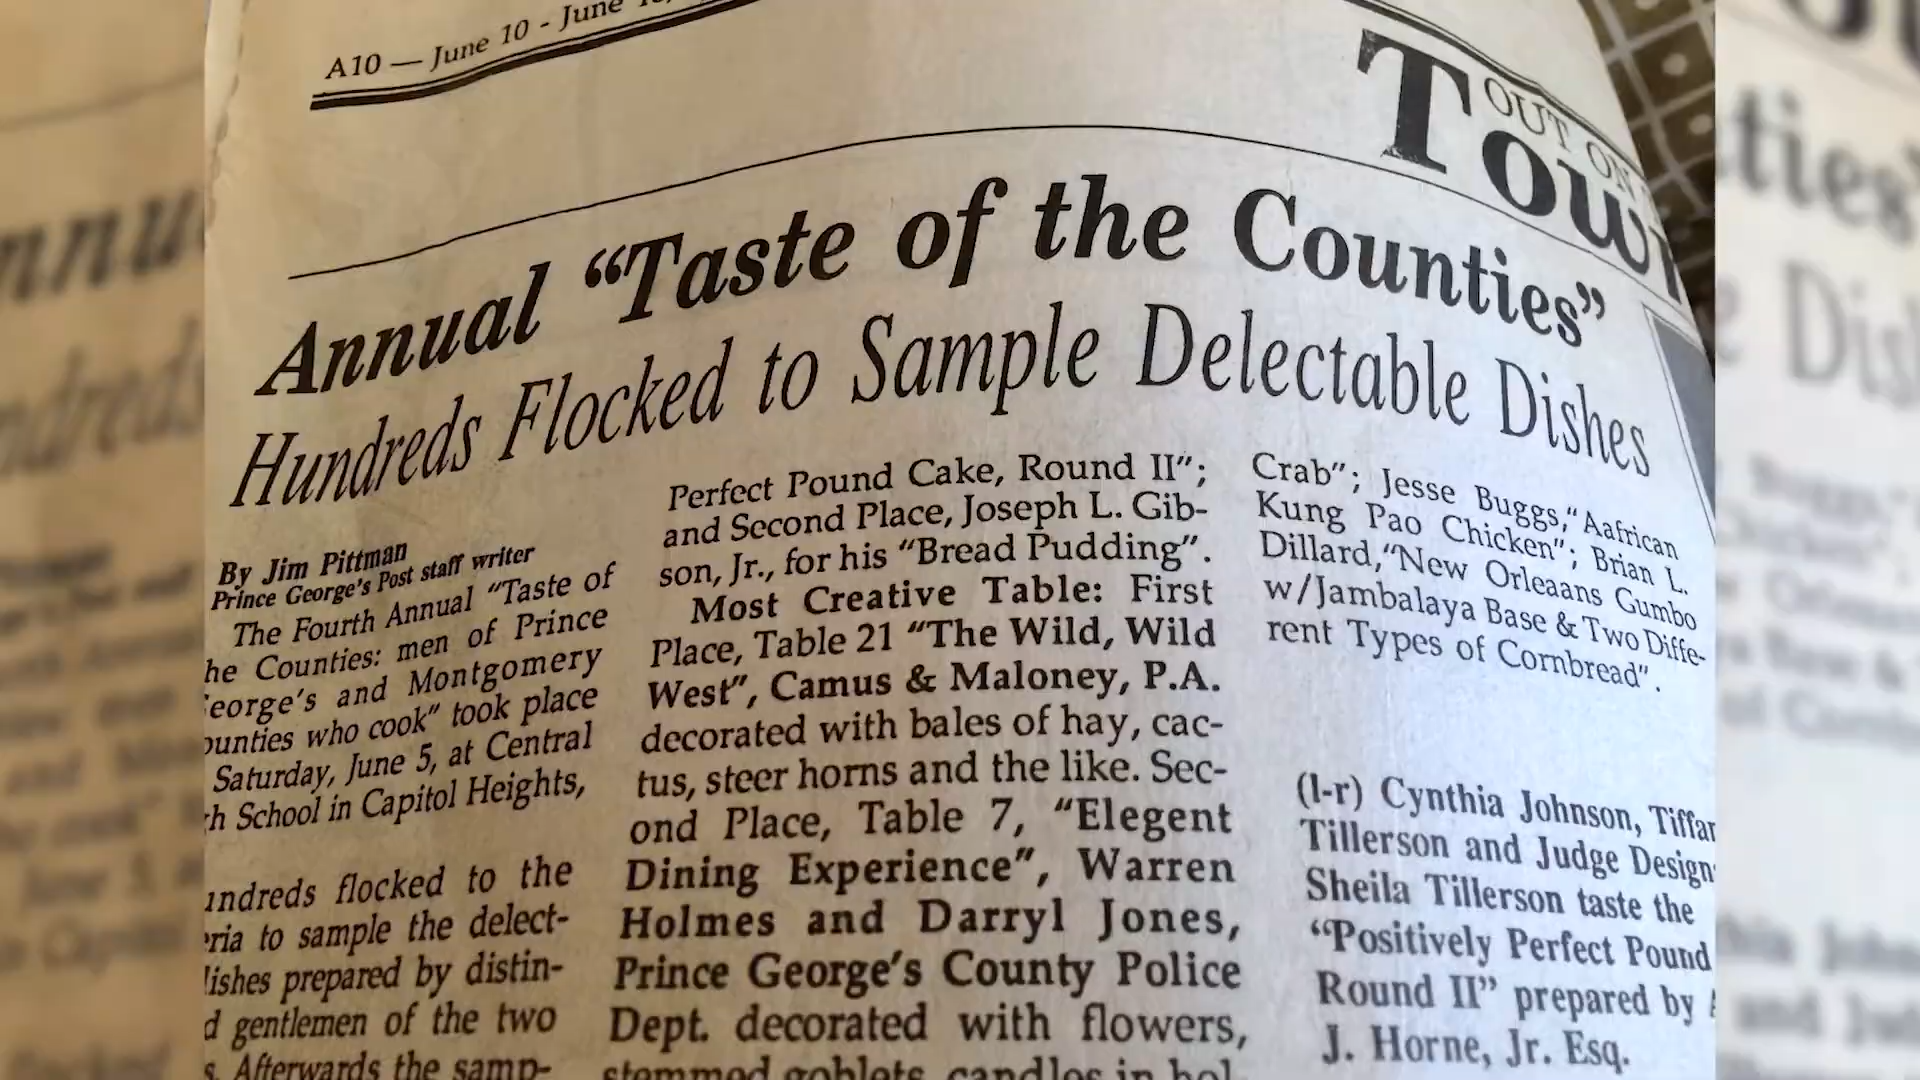 A10 — June 10 - June
OUT ON
Town
Annual “Taste of the Counties”
Hundreds Flocked to Sample Delectable Dishes
By Jim Pittman
Prince George's Post staff writer
The Fourth Annual “Taste of
he Counties: men of Prince
eorge's and Montgomery
ounties who cook” took place
Saturday, June 5, at Central
h School in Capitol Heights,
undreds flocked to the
ria to sample the delect-
ishes prepared by distin-
d gentlemen of the two
s. Afterwards the samp-
Perfect Pound Cake, Round II”;
and Second Place, Joseph L. Gib-
son, Jr., for his “Bread Pudding”.
Most Creative Table: First
Place, Table 21 “The Wild, Wild
West”, Camus & Maloney, P.A.
decorated with bales of hay, cac-
tus, steer horns and the like. Sec-
ond Place, Table 7, “Elegent
Dining Experience”, Warren
Holmes and Darryl Jones,
Prince George's County Police
Dept. decorated with flowers,
stemmed goblets, candles in hol
Crab”; Jesse Buggs,“Aafrican
Kung Pao Chicken”; Brian L.
Dillard,“New Orleaans Gumbo
w/Jambalaya Base & Two Diffe-
rent Types of Cornbread”.
(l-r) Cynthia Johnson, Tiffan
Tillerson and Judge Design
Sheila Tillerson taste the
“Positively Perfect Pound
Round II” prepared by
J. Horne, Jr. Esq.